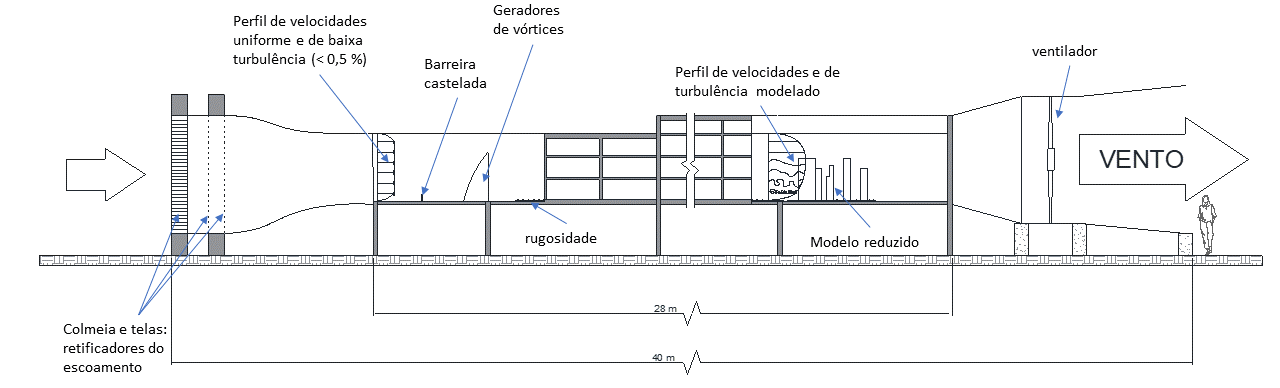 Geradores
de vórtices
Perfil de velocidades
uniforme e de baixa
turbulência (< 0,5 %)
Barreira
castelada
Perfil de velocidades e de
turbulência modelado
ventilador
VENTO
rugosidade
Modelo reduzido
28 m
Colmeia e telas:
retificadores do
escoamento
40 m